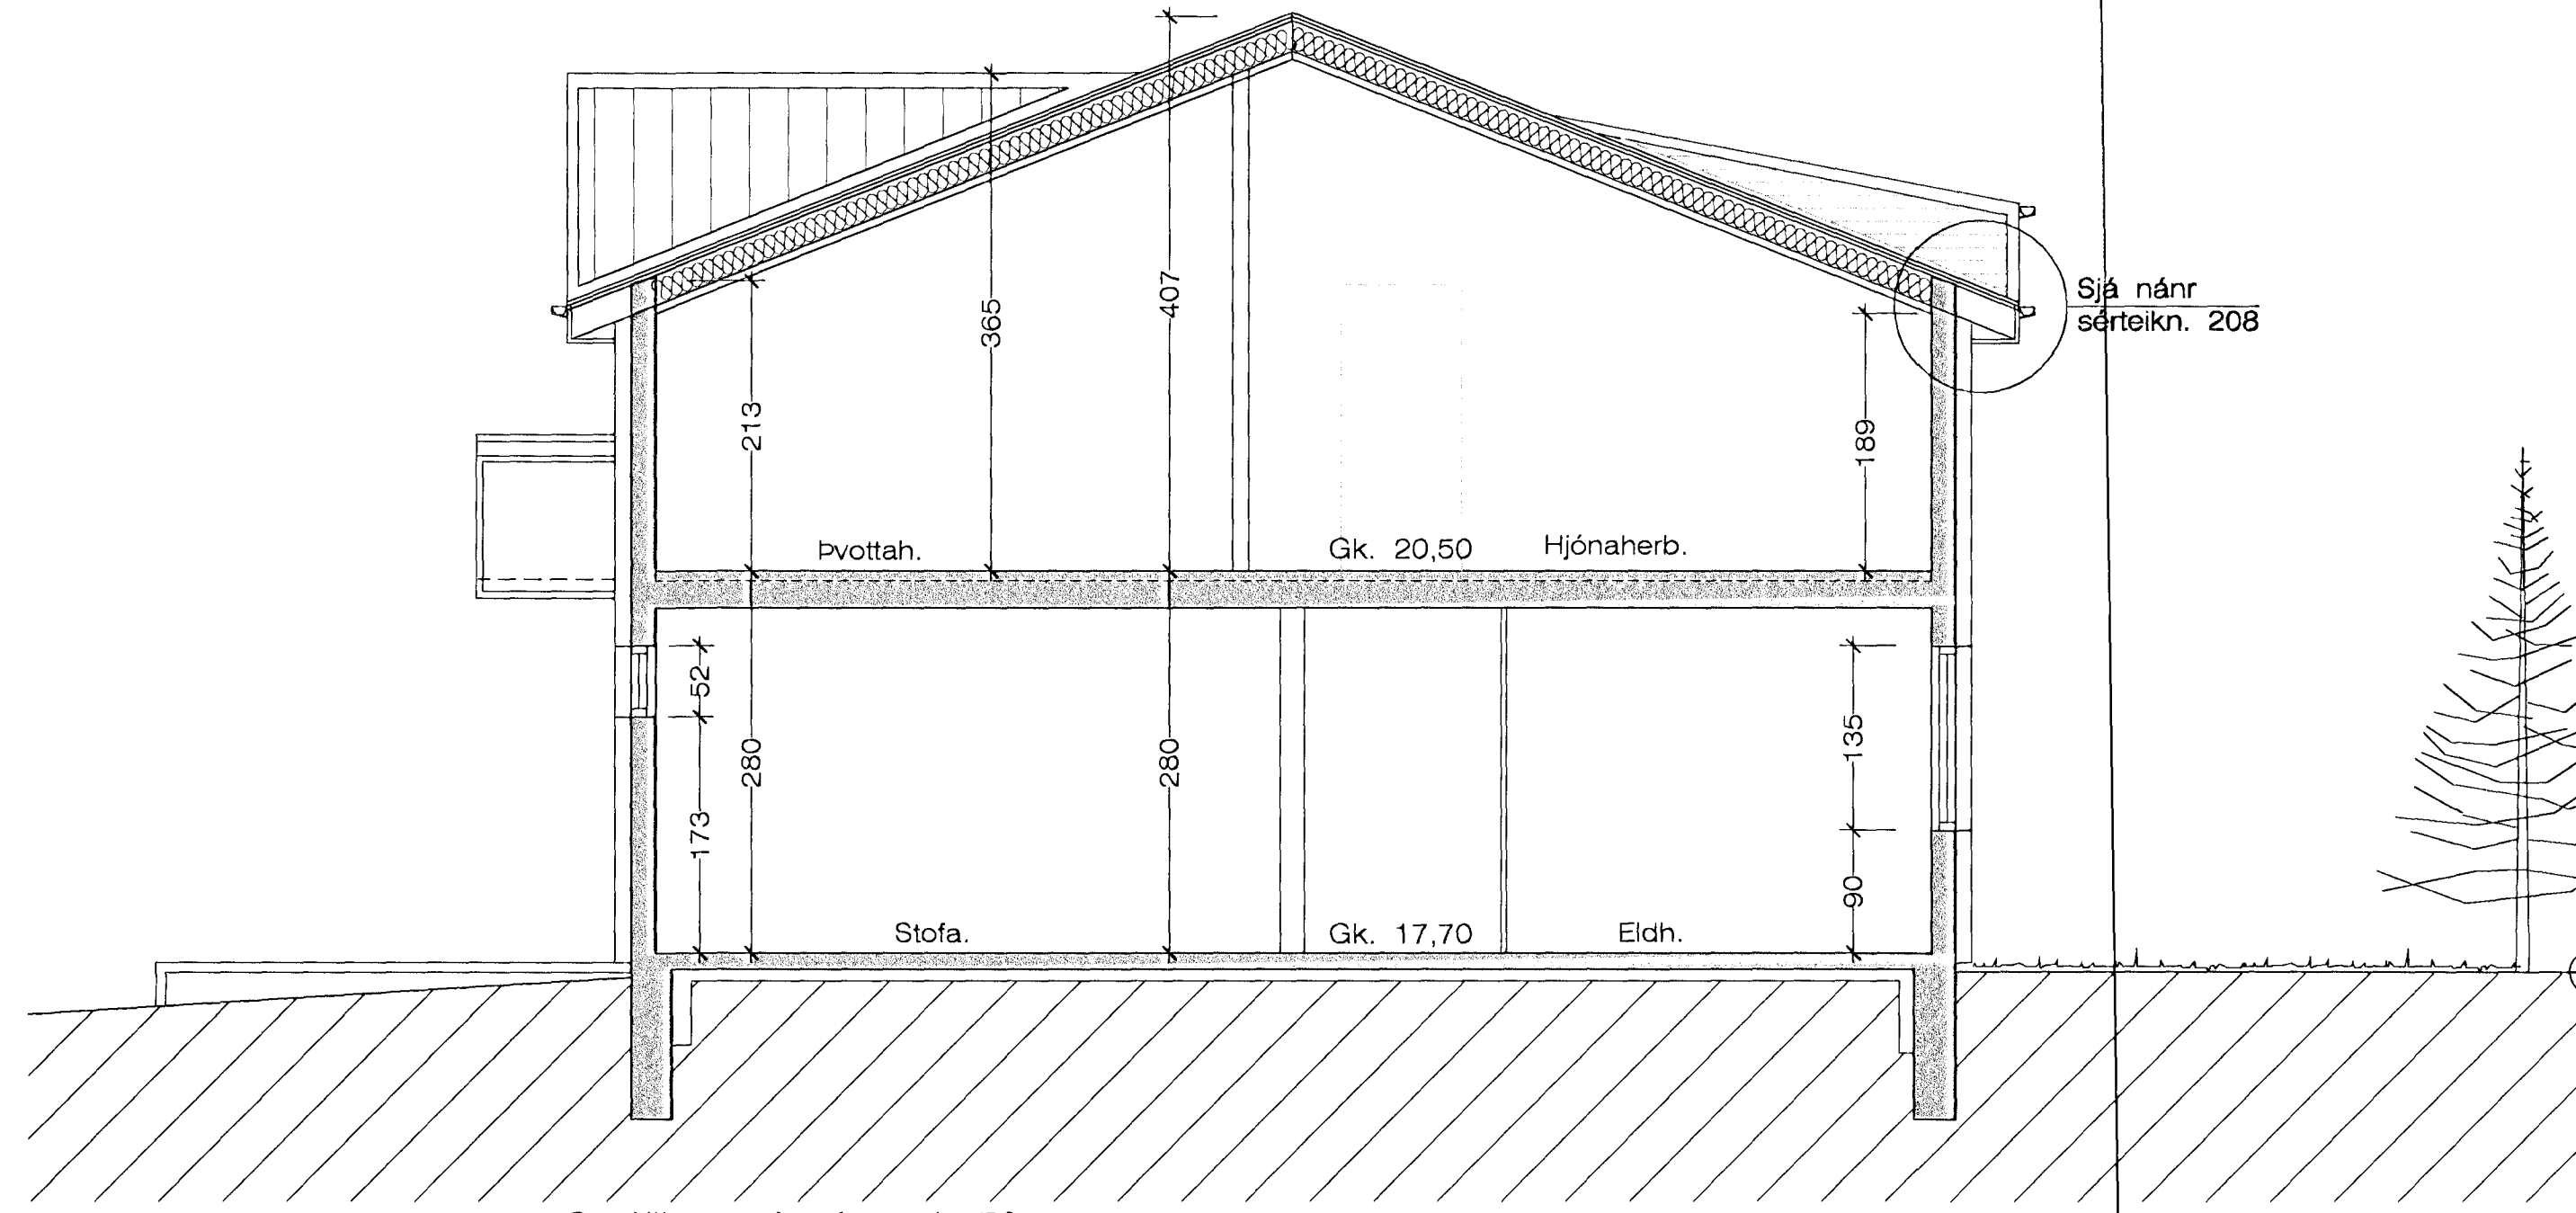 365
407
213
189
Sjá nánr
sérteikn. 208
Þvottah.
Gk. 20,50
Hjónaherb.
52
173
280
280
135
90
Stofa.
Gk. 17,70
Eldh.